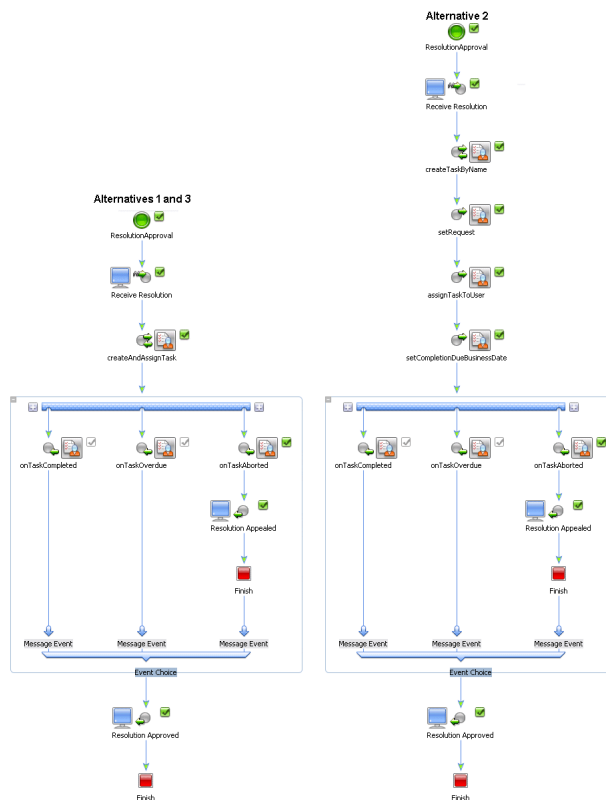 Alternative 2
ResolutionApproval
Receive Resolution
createTaskByName
setRequest
assignTaskToUser
setCompletionDueBusinessDate
onTaskCompleted
onTaskOverdue
onTaskAborted
Resolution Appealed
Finish
Message Event
Message Event
Message Event
Event Choice
Resolution Approved
Finish
Alternatives 1 and 3
ResolutionApproval
Receive Resolution
createAndAssignTask
onTaskCompleted
onTaskOverdue
onTaskAborted
Resolution Appealed
Finish
Message Event
Message Event
Message Event
Event Choice
Resolution Approved
Finish